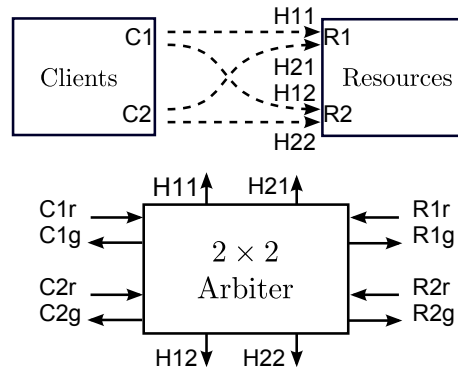 H11
C1 R1
Clients H21 Resources
H12
C2 R2
H22
H11 H21
C1r R1r
C1g R1g
2 × 2
Arbiter
C2r R2r
C2g R2g
H12 H22